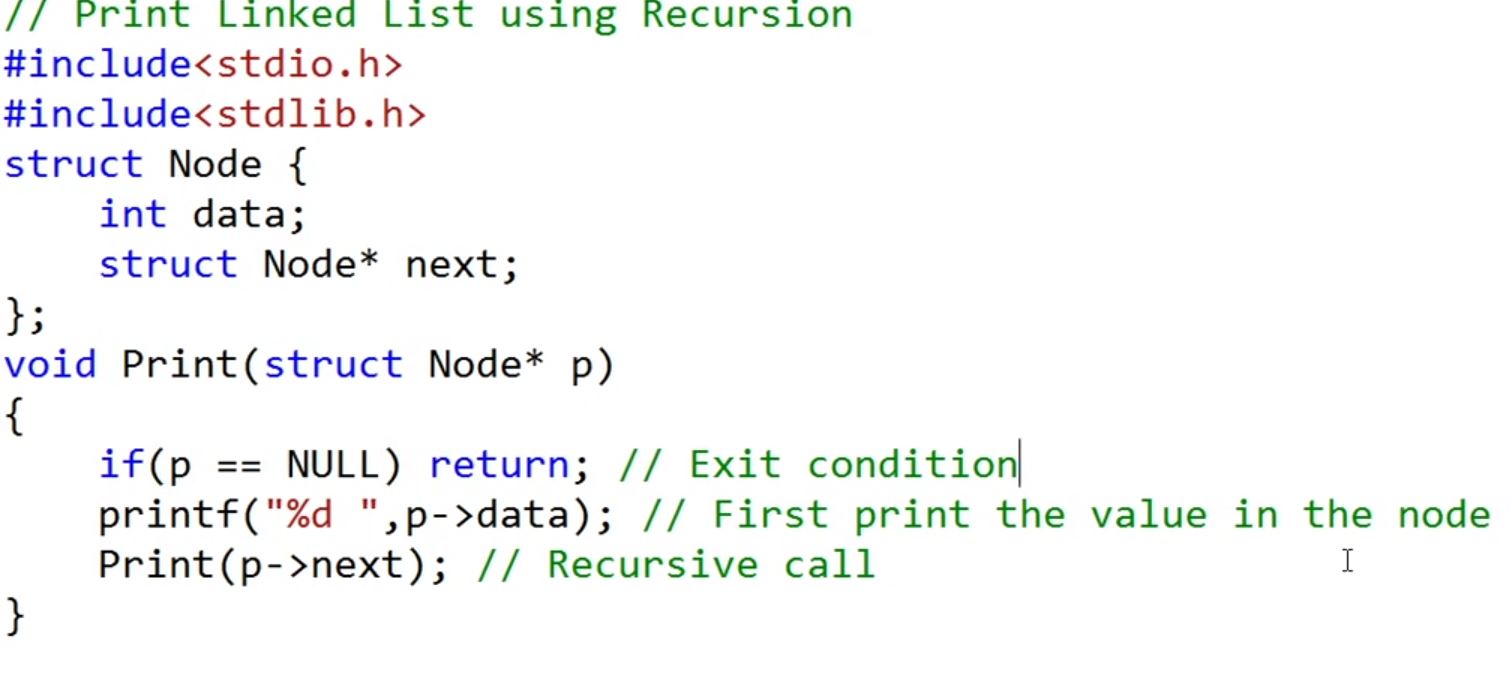 // Print Linked List using Recursion
#include<stdio.h>
#include<stdlib.h>
struct Node {
    int data;
    struct Node* next;
};
void Print(struct Node* p)
{
    if(p == NULL) return; // Exit condition
    printf("%d ",p->data); // First print the value in the node
    Print(p->next); // Recursive call
}